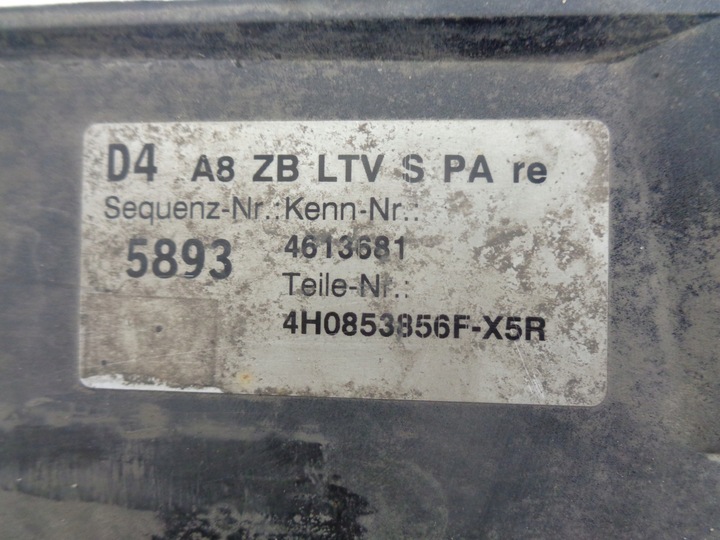 D4 A8 ZB LTV S PA re
Sequenz-Nr.: Kenn-Nr.:
5893 4613681
Teile-Nr.:
4H0853856F-X5R